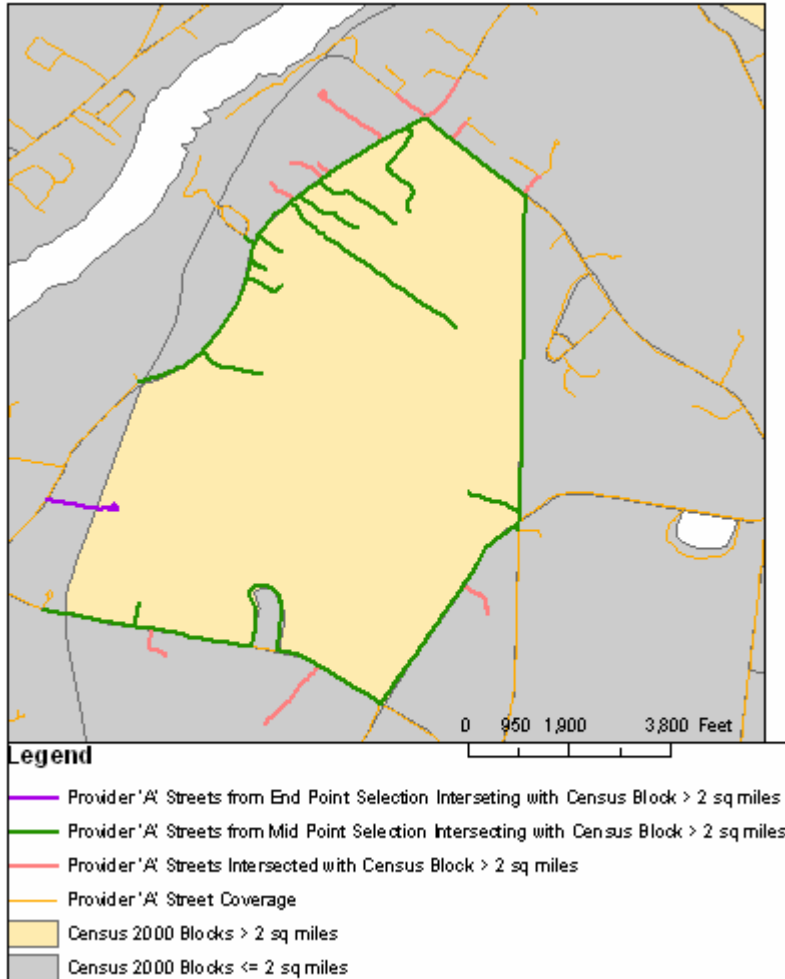 0 950 1,900 3,800 Feet
Legend
Provider 'A' Streets from End Point Selection Interseting with Census Block > 2 sq miles
Provider 'A' Streets from Mid Point Selection Intersecting with Census Block > 2 sq miles
Provider 'A' Streets Intersected with Census Block > 2 sq miles
Provider 'A' Street Coverage
Census 2000 Blocks > 2 sq miles
Census 2000 Blocks <= 2 sq miles